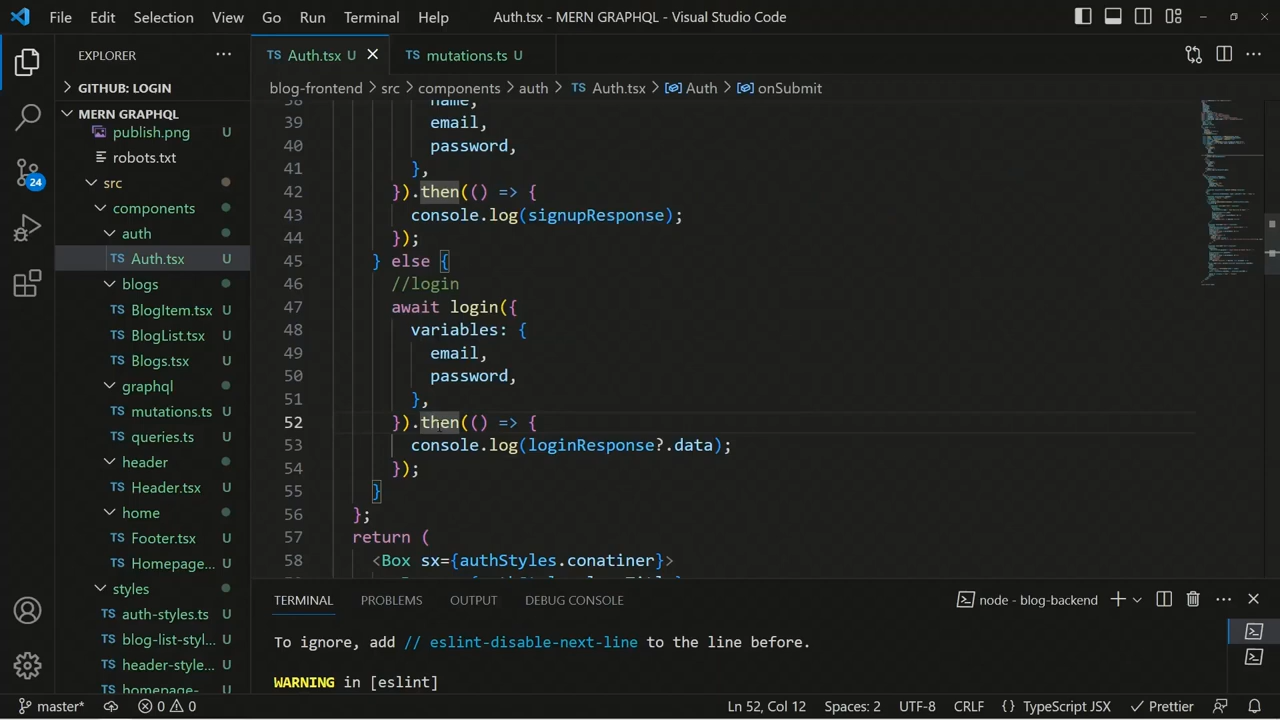 File Edit Selection View Go Run Terminal Help Auth.tsx - MERN GRAPHQL - Visual Studio Code
EXPLORER
GITHUB: LOGIN
MERN GRAPHQL
publish.png U
robots.txt
src
components
auth
TS Auth.tsx U
blogs
TS BlogItem.tsx U
TS BlogList.tsx U
TS Blogs.tsx U
graphql
TS mutations.ts U
TS queries.ts U
header
TS Header.tsx U
home
TS Footer.tsx U
TS Homepage... U
styles
TS auth-styles.ts U
TS blog-list-styl... U
TS header-style... U
homepage-
24
TS Auth.tsx U
TS mutations.ts U
blog-frontend > src > components > auth > TS Auth.tsx > Auth > onSubmit
38 name,
39 email,
40 password,
41 },
42 }).then(() => {
43 console.log(signupResponse);
44 });
45 } else {
46 //login
47 await login({
48 variables: {
49 email,
50 password,
51 },
52 }).then(() => {
53 console.log(loginResponse?.data);
54 });
55 }
56 };
57 return (
58 <Box sx={authStyles.conatiner}>
TERMINAL PROBLEMS OUTPUT DEBUG CONSOLE node - blog-backend
To ignore, add // eslint-disable-next-line to the line before.
WARNING in [eslint]
master* 0 0 Ln 52, Col 12 Spaces: 2 UTF-8 CRLF {} TypeScript JSX Prettier